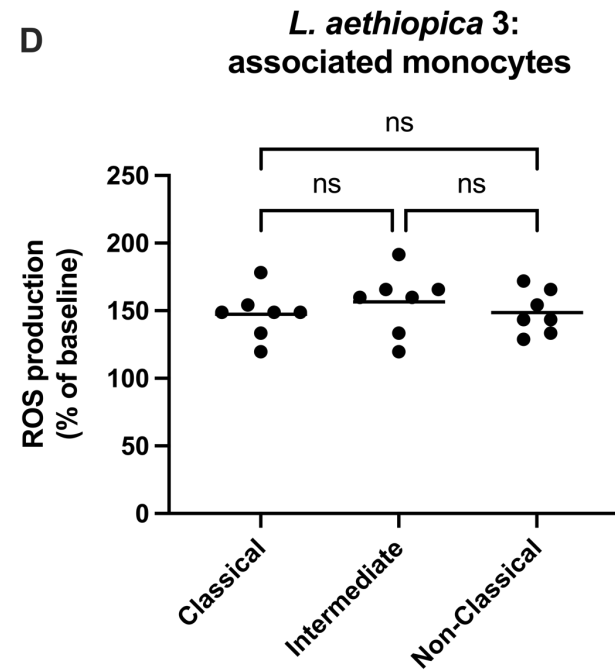 D
L. aethiopica 3:
associated monocytes
ns
ns
ns
250
200
150
100
50
0
ROS production
(% of baseline)
Classical
Intermediate
Non-Classical